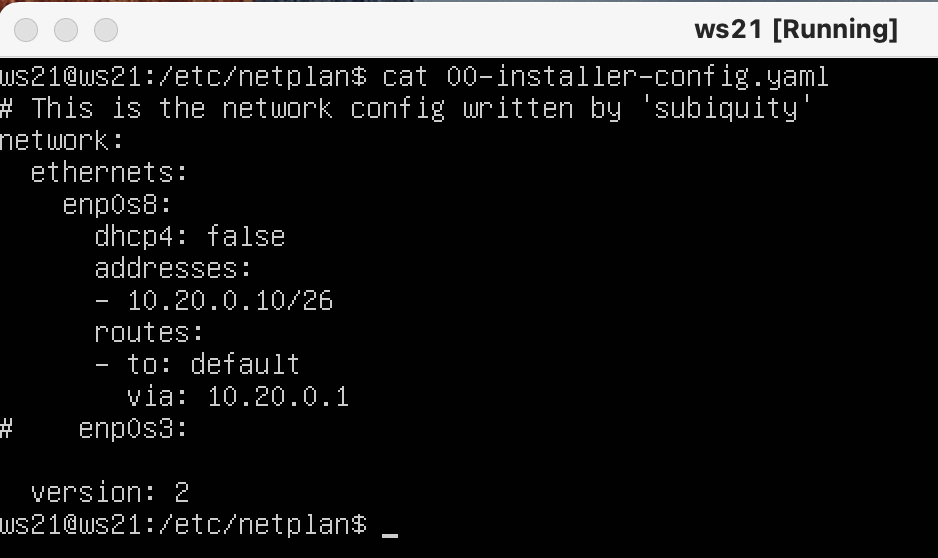 ws21 [Running]
ws21@ws21:/etc/netplan$ cat 00-installer-config.yaml
# This is the network config written by 'subiquity'
network:
  ethernets:
    enp0s8:
      dhcp4: false
      addresses:
      - 10.20.0.10/26
      routes:
      - to: default
        via: 10.20.0.1
#    enp0s3:

  version: 2
ws21@ws21:/etc/netplan$ _